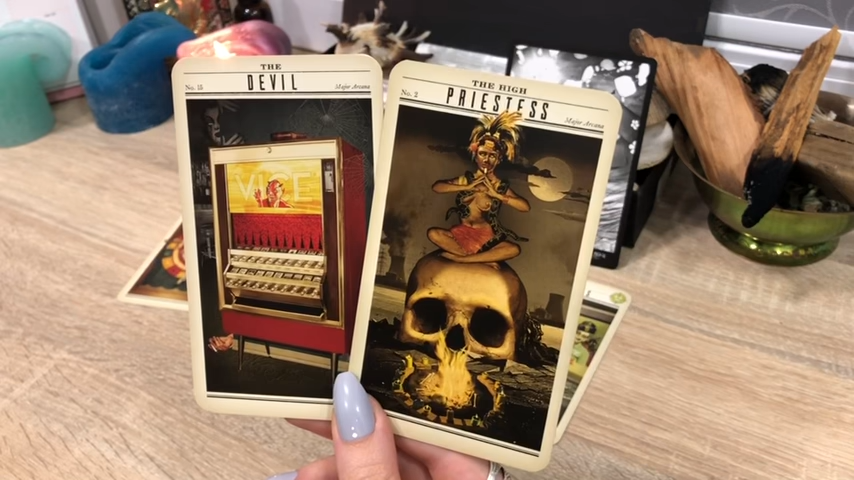 THE
DEVIL
No. 15
Major Arcana
VICE
THE HIGH
PRIESTESS
No. 2
Major Arcana